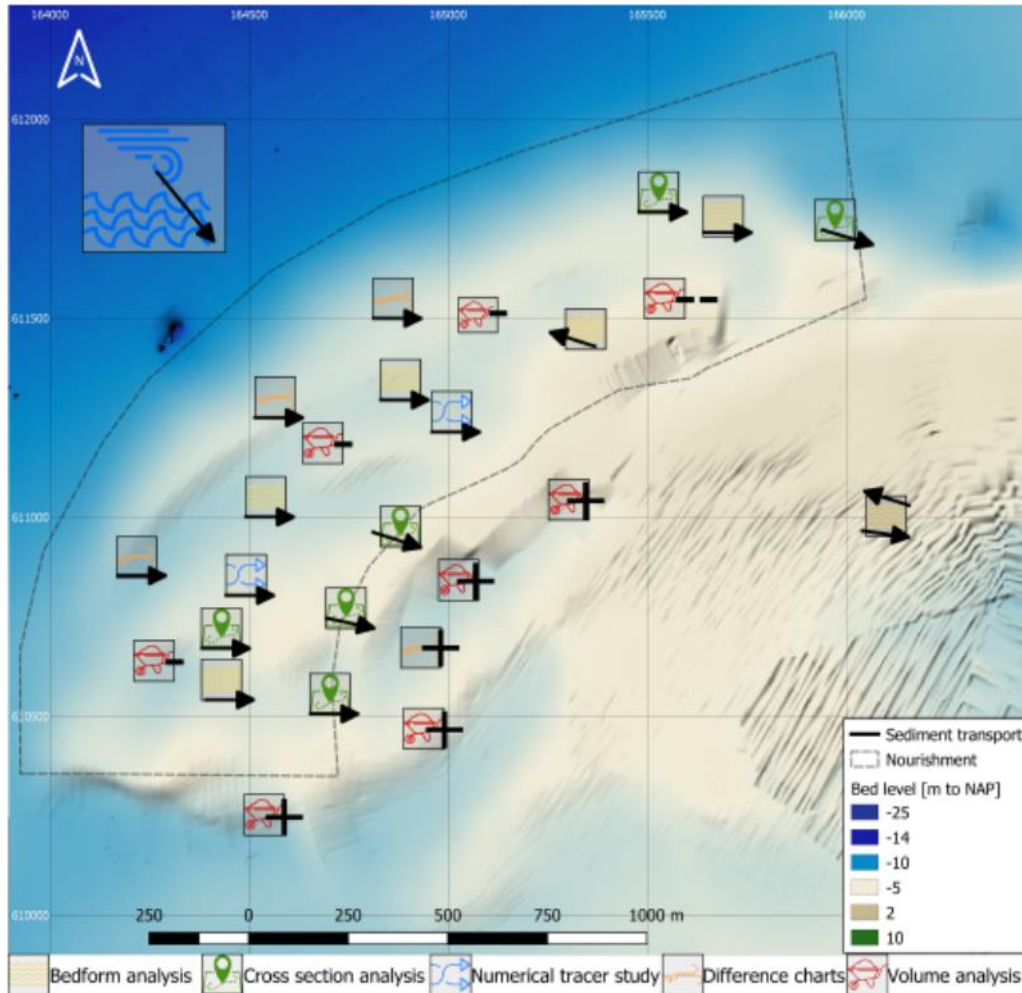 164000 164500 165000 165500 166000
N
612000
611500
611000
610900
610000
Sediment transport
Nourishment
Bed level [m to NAP]
-25
-14
-10
-5
2
10
250 0 250 500 750 1000 m
Bedform analysis Cross section analysis Numerical tracer study Difference charts Volume analysis